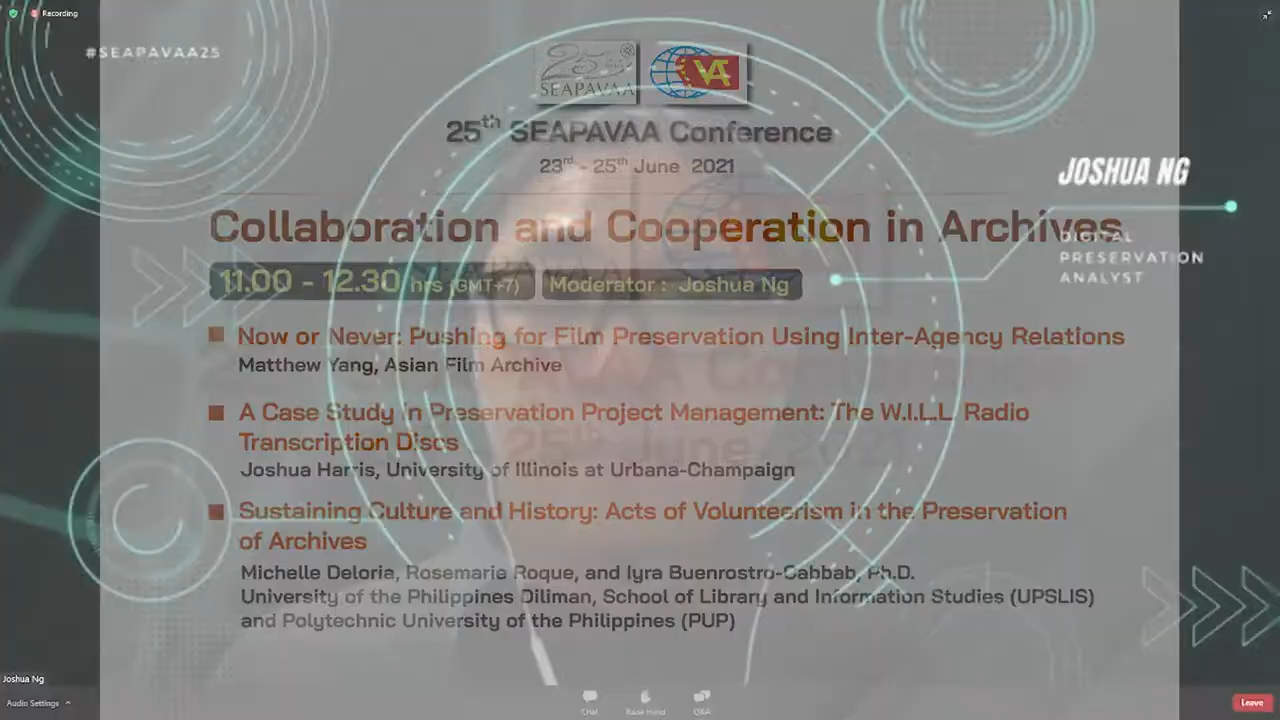 Recording
#SEAPAVAA25
25
SEAPAVAA
VA
25th SEAPAVAA Conference
23rd - 25th June 2021
JOSHUA NG
DIGITAL
PRESERVATION
ANALYST
Collaboration and Cooperation in Archives
11.00 - 12.30 hrs (GMT+7)
Moderator : Joshua Ng
Now or Never: Pushing for Film Preservation Using Inter-Agency Relations
Matthew Yang, Asian Film Archive
A Case Study in Preservation Project Management: The W.I.L.L Radio
Transcription Discs
Joshua Harris, University of Illinois at Urbana-Champaign
Sustaining Culture and History: Acts of Volunteerism in the Preservation
of Archives
Michelle Deloria, Rosemarie Roque, and Iyra Buenrostro-Cabbab, Ph.D.
University of the Philippines Diliman, School of Library and Information Studies (UPSLIS)
and Polytechnic University of the Philippines (PUP)
25th June, 2021
Joshua Ng
Audio Settings
Chat
Raise Hand
Q&A
Leave